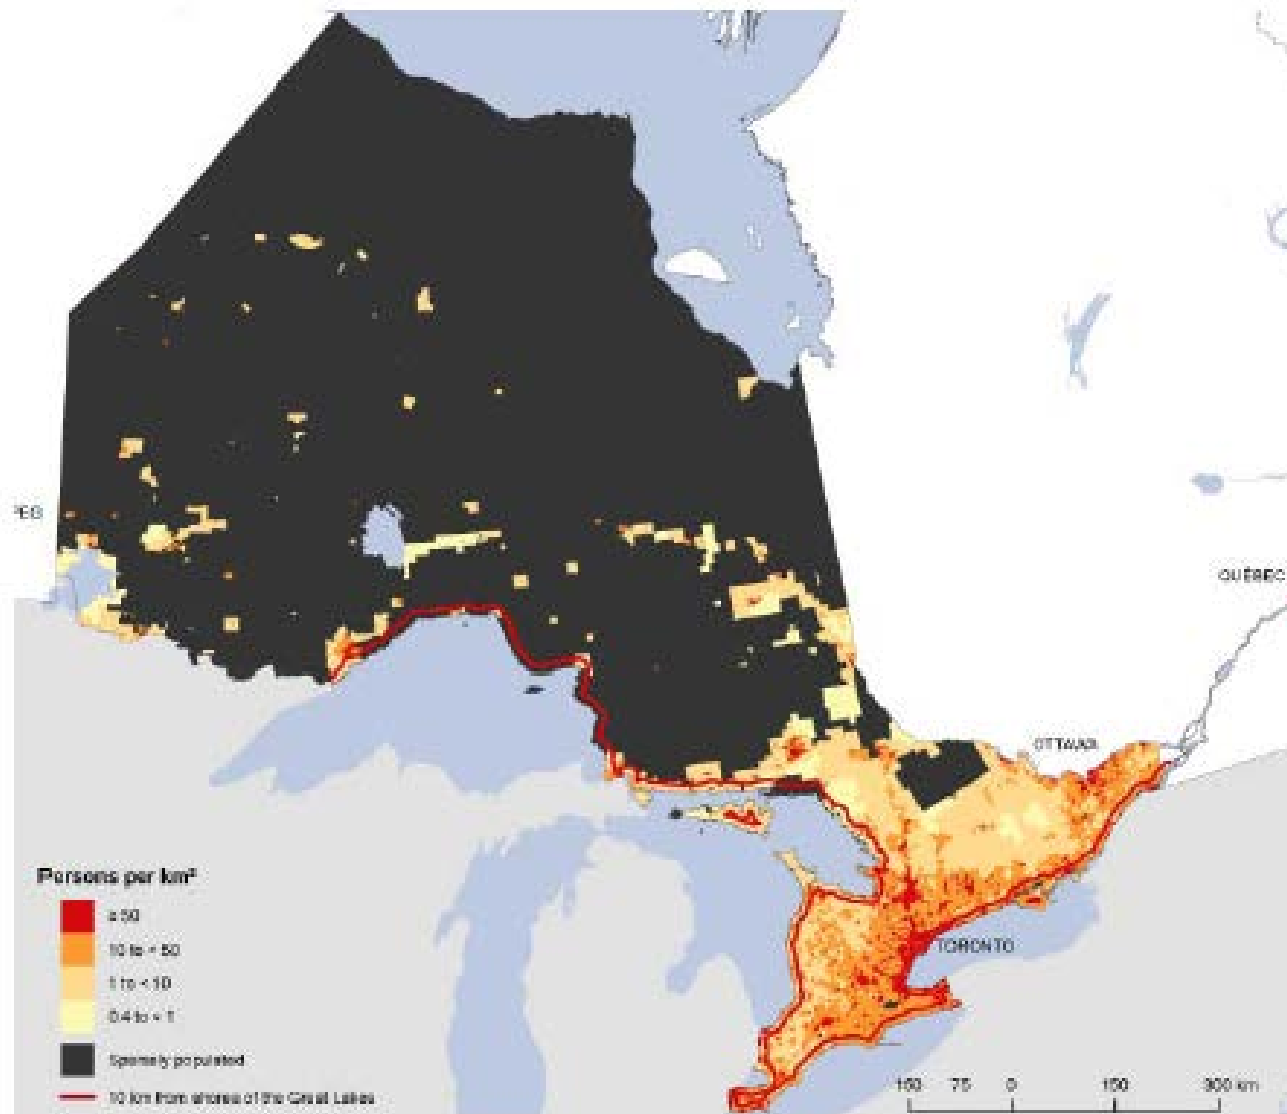 PEG
QUÉBEC
OTTAWA
TORONTO
Persons per km²
≥ 50
10 to < 50
1 to < 10
0.4 to < 1
Sparsely populated
10 km from shores of the Great Lakes
150 75 0 150 300 km